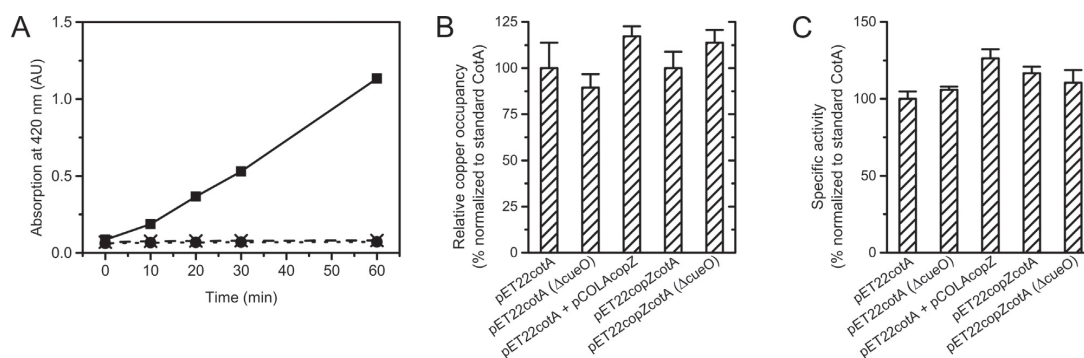 A
Absorption at 420 nm (AU)
1.5
1.0
0.5
0.0
0
10
20
30
40
50
60
Time (min)
B
Relative copper occupancy
(% normalized to standard CotA)
125
100
75
50
25
0
pET22cotA
pET22cotA (ΔcueO)
pET22cotA + pCOLAcopZ
pET22copZcotA
pET22copZcotA (ΔcueO)
C
Specific activity
(% normalized to standard CotA)
150
100
50
0
pET22cotA
pET22cotA (ΔcueO)
pET22cotA + pCOLAcopZ
pET22copZcotA
pET22copZcotA (ΔcueO)